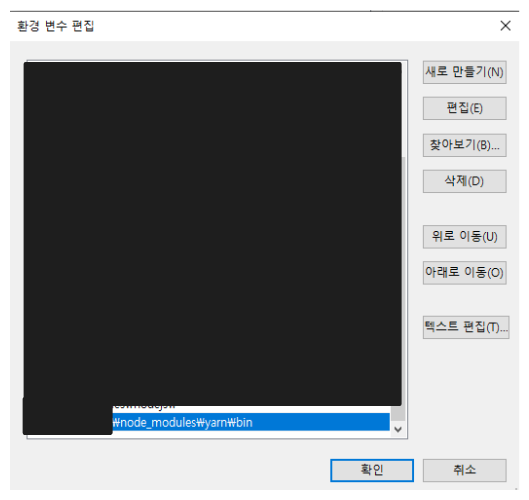 환경 변수 편집
새로 만들기(N)
편집(E)
찾아보기(B)...
삭제(D)
위로 이동(U)
아래로 이동(O)
텍스트 편집(T)...
₩node_modules₩yarn₩bin
확인
취소